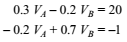 0.3 V_A − 0.2 V_B = 20
− 0.2 V_A + 0.7 V_B = −1